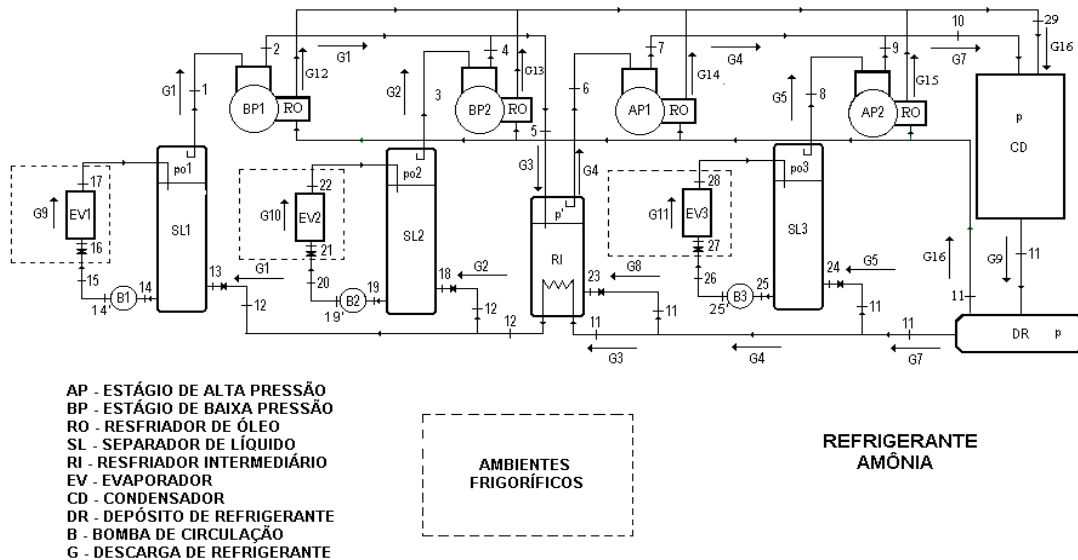 2
G1
4
7
G4
10
9
G7
29
G16
G1
1
G12
G2
3
G13
6
G14
G5
8
G15
BP1
RO
BP2
RO
AP1
RO
AP2
RO
p
CD
5
G3
G4
po1
po2
po3
p'
17
G9
EV1
16
22
G10
EV2
21
28
G11
EV3
27
SL1
SL2
RI
SL3
15
13
G1
20
18
G2
23
G8
26
24
G5
G16
G9
11
B1
14
14'
12
B2
19
19'
12
11
B3
25
25'
11
11
12
11
11
G3
G4
G7
DR
p
AP - ESTÁGIO DE ALTA PRESSÃO
BP - ESTÁGIO DE BAIXA PRESSÃO
RO - RESFRIADOR DE ÓLEO
SL - SEPARADOR DE LÍQUIDO
RI - RESFRIADOR INTERMEDIÁRIO
EV - EVAPORADOR
CD - CONDENSADOR
DR - DEPÓSITO DE REFRIGERANTE
B - BOMBA DE CIRCULAÇÃO
G - DESCARGA DE REFRIGERANTE
AMBIENTES
FRIGORÍFICOS
REFRIGERANTE
AMÔNIA